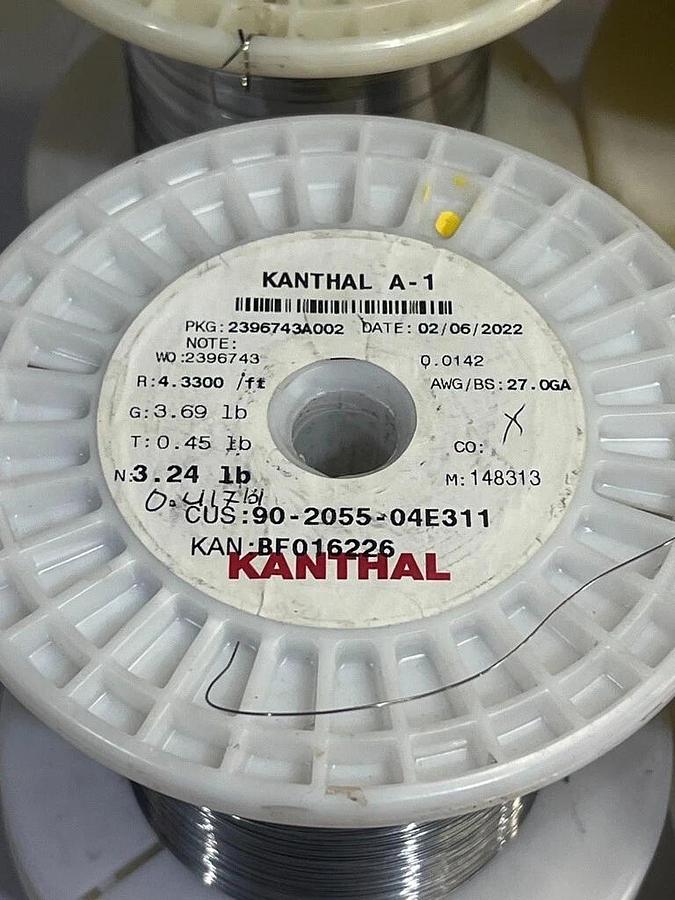 KANTHAL A-1
PKG:2396743A002 DATE: 02/06/2022
NOTE:
WO:2396743 0.0142
R:4.3300 /ft AWG/BS:27.0GA
G:3.69 lb
T:0.45 lb CO: X
N:3.24 lb M:148313
CUS:90-2055-04E311
KAN:BF016226
KANTHAL